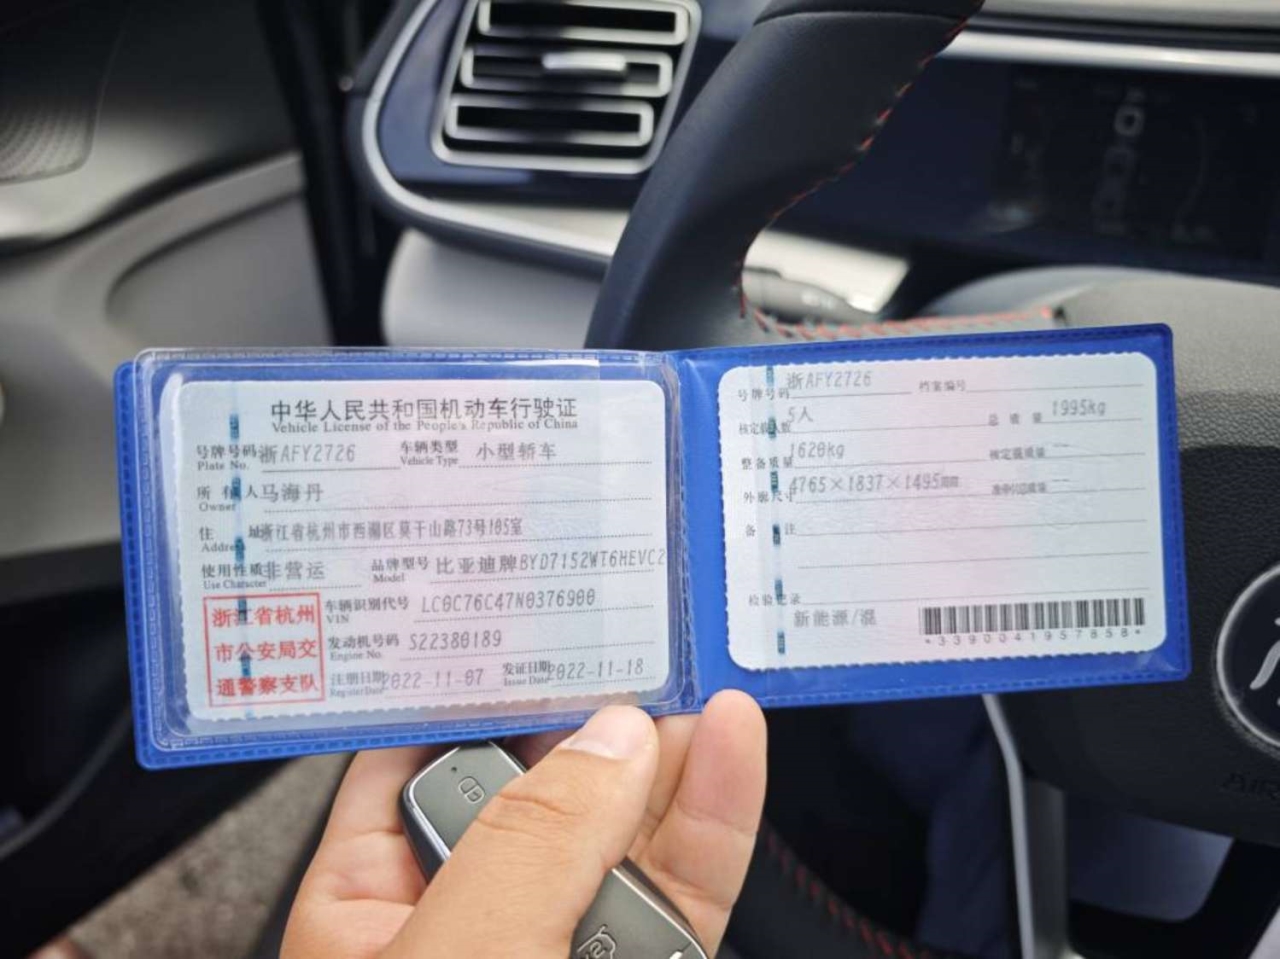 中华人民共和国机动车行驶证
Vehicle License of the People's Republic of China
号牌号码 浙AFY2726 车辆类型 小型轿车
Plate No. Vehicle Type
所 有 人 马海丹
Owner
住 址 浙江省杭州市西湖区莫干山路73号105室
Address
使用性质 非营运 品牌型号 比亚迪牌BYD7152WT6HEVC2
Use Character Model
浙江省杭州
市公安局交
通警察支队
车辆识别代号 LC0C76C47N0376900
VIN
发动机号码 S22380189
Engine No.
注册日期 2022-11-07 发证日期 2022-11-18
Register Date Issue Date
号牌号码 浙AFY2726 档案编号
核定载人数 5人 总质量 1995kg
整备质量 1620kg 核定载质量 --
外廓尺寸 4765×1837×1495mm 准牵引总质量 --
备 注
检验记录
新能源/混
*3390041957858*